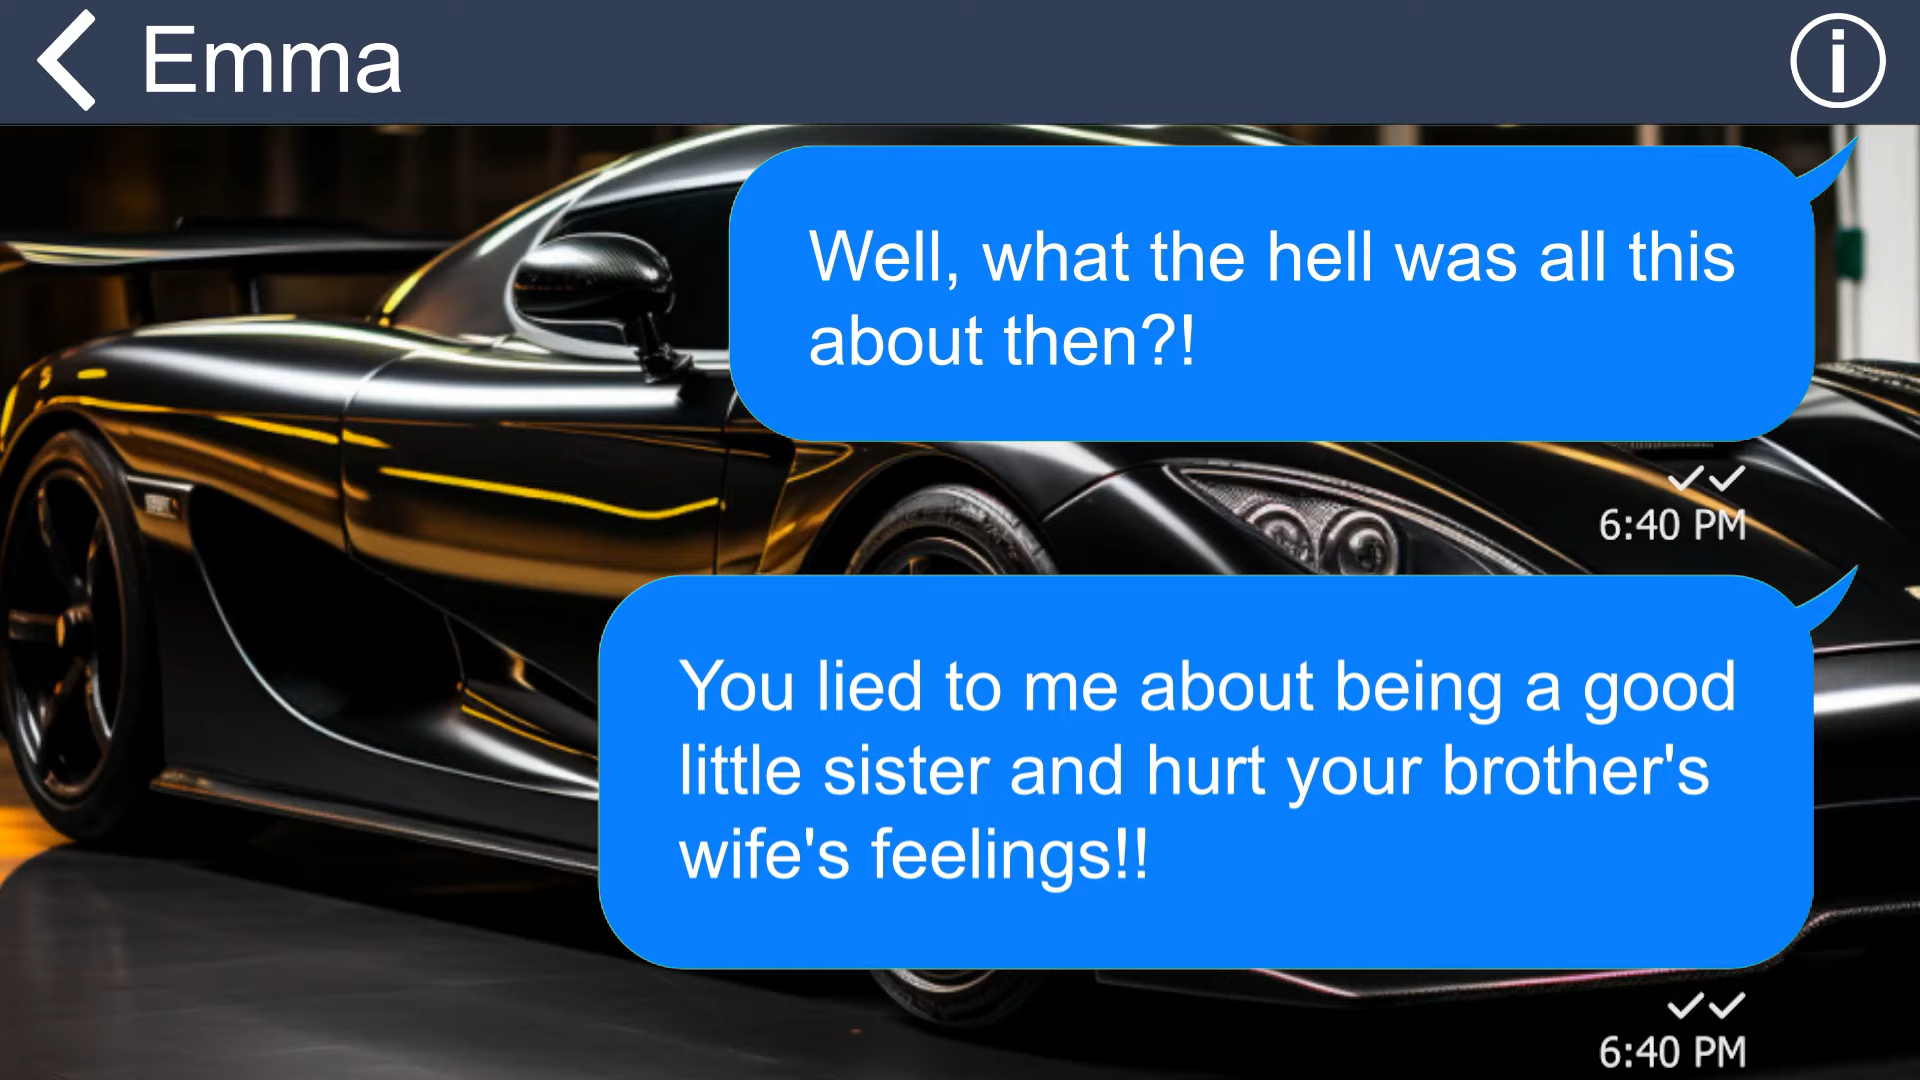 Emma
Well, what the hell was all this
about then?!
6:40 PM
You lied to me about being a good
little sister and hurt your brother's
wife's feelings!!
6:40 PM